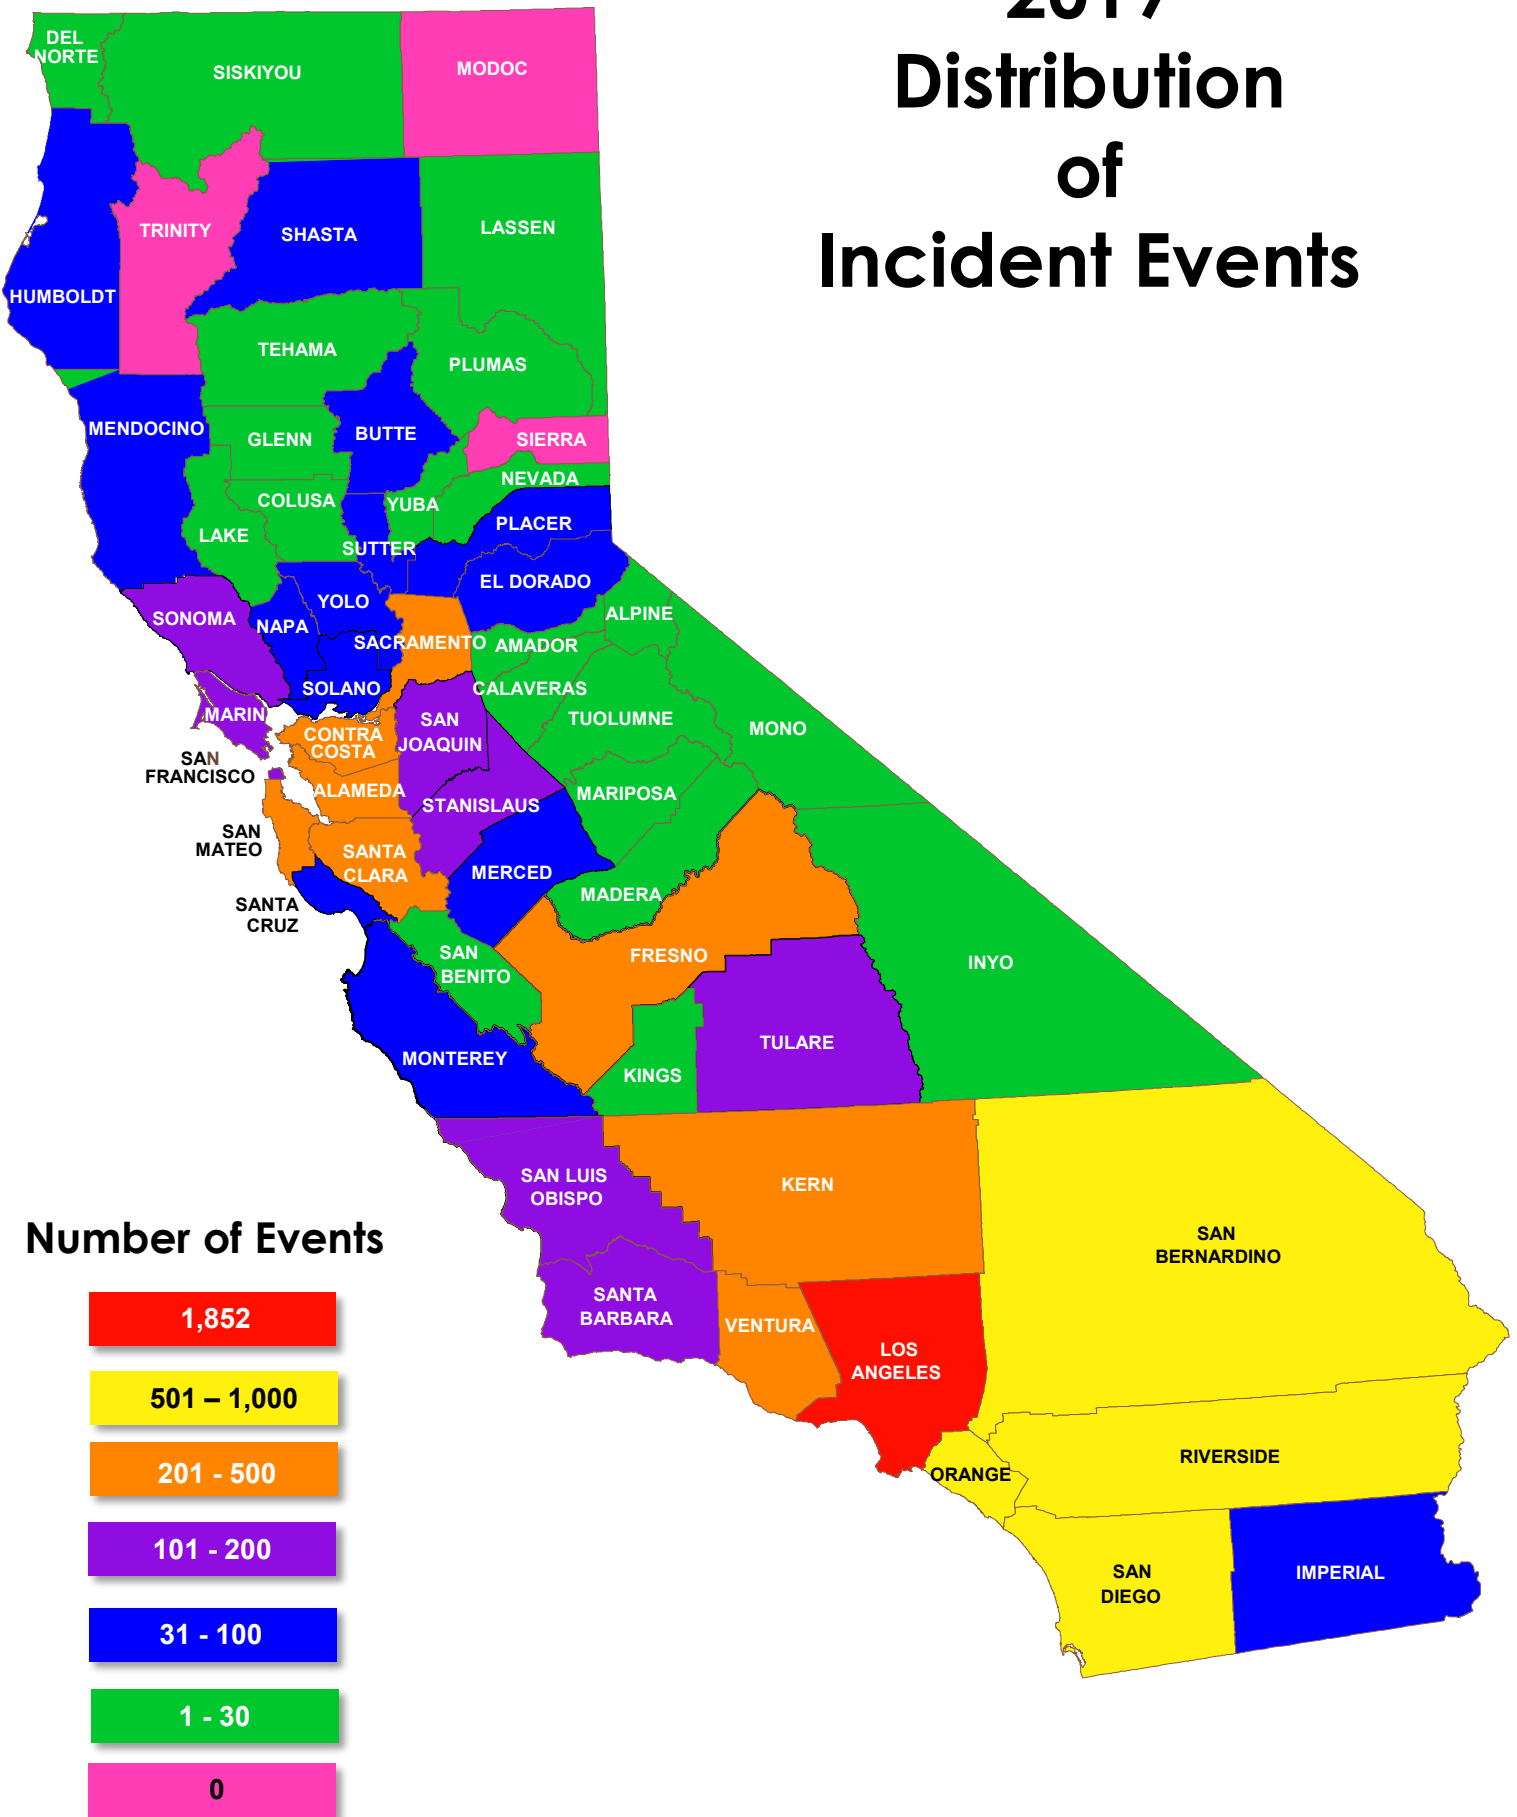 2019
Distribution
of
Incident Events
DEL
NORTE
SISKIYOU
MODOC
TRINITY
SHASTA
LASSEN
HUMBOLDT
TEHAMA
PLUMAS
MENDOCINO
GLENN
BUTTE
SIERRA
NEVADA
COLUSA
YUBA
LAKE
SUTTER
PLACER
EL DORADO
YOLO
SONOMA
NAPA
SACRAMENTO
ALPINE
AMADOR
SOLANO
CALAVERAS
MARIN
SAN
JOAQUIN
TUOLUMNE
MONO
CONTRA
COSTA
SAN
FRANCISCO
ALAMEDA
STANISLAUS
MARIPOSA
SAN
MATEO
SANTA
CLARA
MERCED
MADERA
SANTA
CRUZ
SAN
BENITO
FRESNO
INYO
MONTEREY
KINGS
TULARE
SAN LUIS
OBISPO
KERN
SAN
BERNARDINO
SANTA
BARBARA
VENTURA
LOS
ANGELES
ORANGE
RIVERSIDE
SAN
DIEGO
IMPERIAL
Number of Events
1,852
501 – 1,000
201 - 500
101 - 200
31 - 100
1 - 30
0